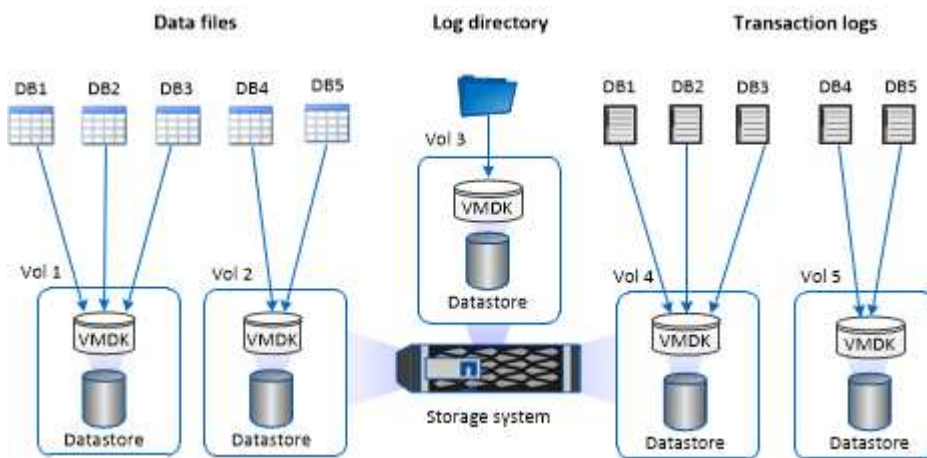 Data files
Log directory
Transaction logs
DB1 DB2 DB3 DB4 DB5
DB1 DB2 DB3 DB4 DB5
Vol 3
VMDK
Datastore
Vol 1
VMDK
Datastore
Vol 2
VMDK
Datastore
Vol 4
VMDK
Datastore
Vol 5
VMDK
Datastore
Storage system